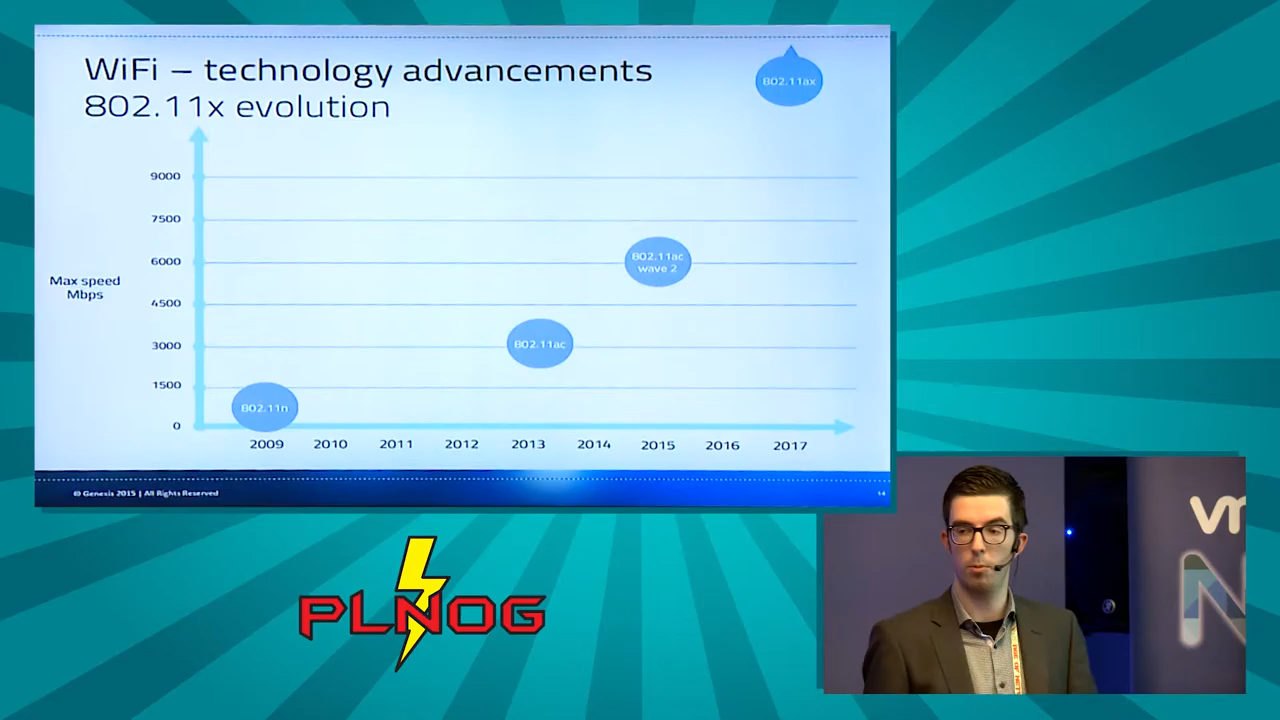 WiFi – technology advancements
802.11x evolution
802.11ax
9000
7500
6000
4500
3000
1500
0
Max speed
Mbps
802.11ac
wave 2
802.11ac
802.11n
2009 2010 2011 2012 2013 2014 2015 2016 2017
© Genesis 2015 | All Rights Reserved
14
PLNOG
vm
N